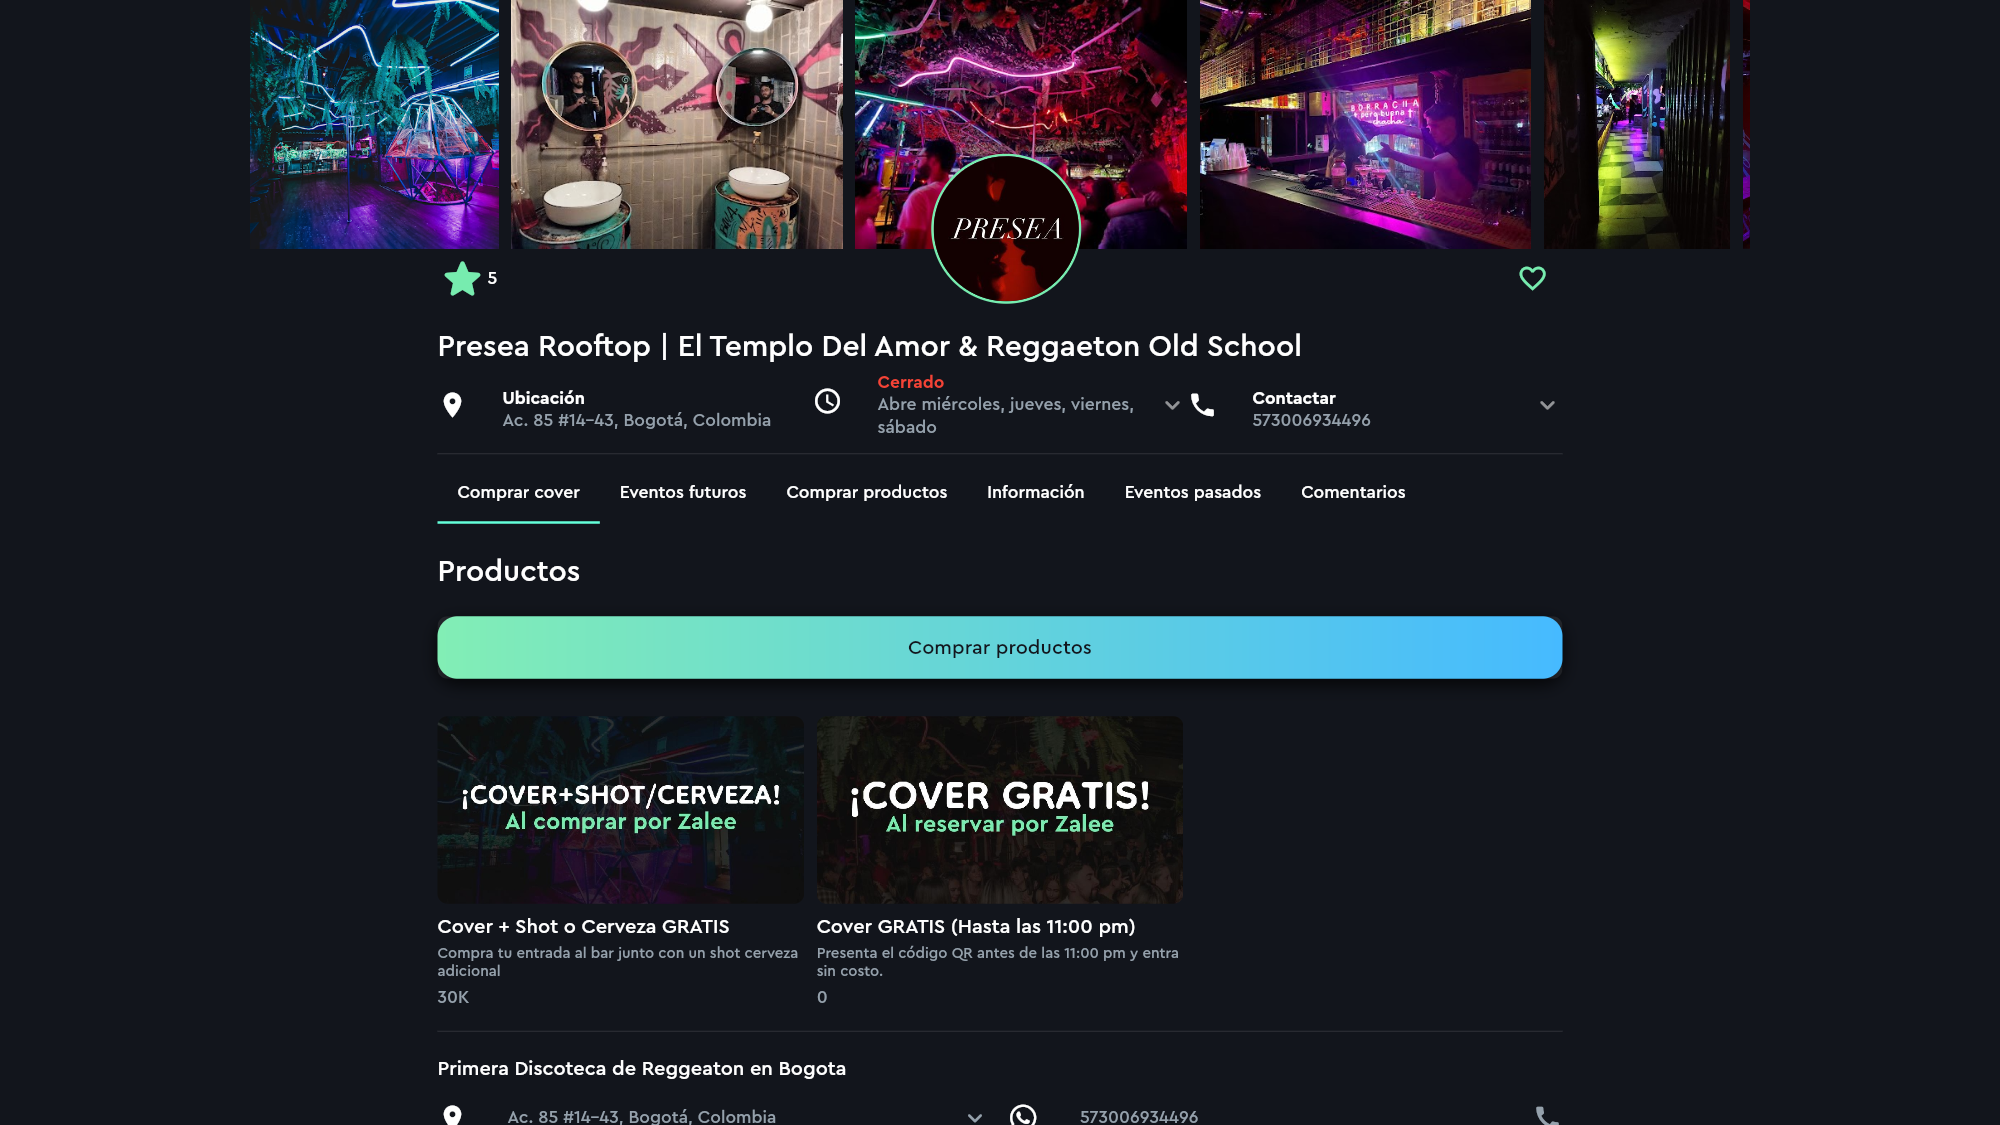 BORRACHA
pero buena
chacha
PRESEA
5
Presea Rooftop | El Templo Del Amor & Reggaeton Old School
Ubicación
Ac. 85 #14-43, Bogotá, Colombia
Cerrado
Abre miércoles, jueves, viernes,
sábado
Contactar
573006934496
Comprar cover
Eventos futuros
Comprar productos
Información
Eventos pasados
Comentarios
Productos
Comprar productos
¡COVER+SHOT/CERVEZA!
Al comprar por Zalee
¡COVER GRATIS!
Al reservar por Zalee
Cover + Shot o Cerveza GRATIS
Compra tu entrada al bar junto con un shot cerveza
adicional
30K
Cover GRATIS (Hasta las 11:00 pm)
Presenta el código QR antes de las 11:00 pm y entra
sin costo.
0
Primera Discoteca de Reggeaton en Bogota
Ac. 85 #14-43, Bogotá, Colombia
573006934496